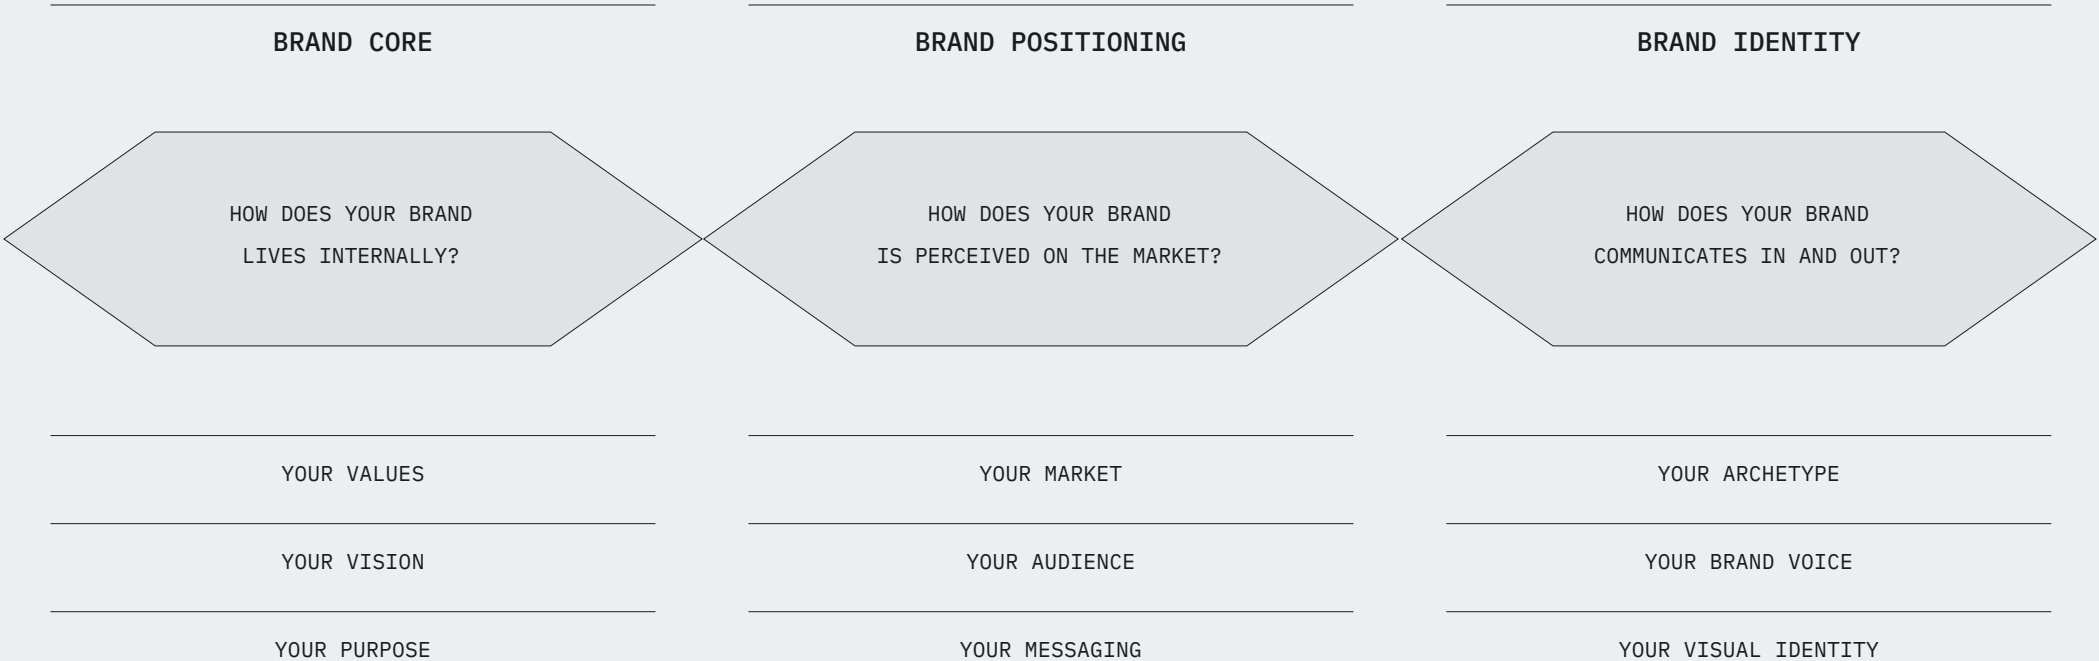 BRAND CORE
BRAND POSITIONING
BRAND IDENTITY
HOW DOES YOUR BRAND
LIVES INTERNALLY?
HOW DOES YOUR BRAND
IS PERCEIVED ON THE MARKET?
HOW DOES YOUR BRAND
COMMUNICATES IN AND OUT?
YOUR VALUES
YOUR MARKET
YOUR ARCHETYPE
YOUR VISION
YOUR AUDIENCE
YOUR BRAND VOICE
YOUR PURPOSE
YOUR MESSAGING
YOUR VISUAL IDENTITY